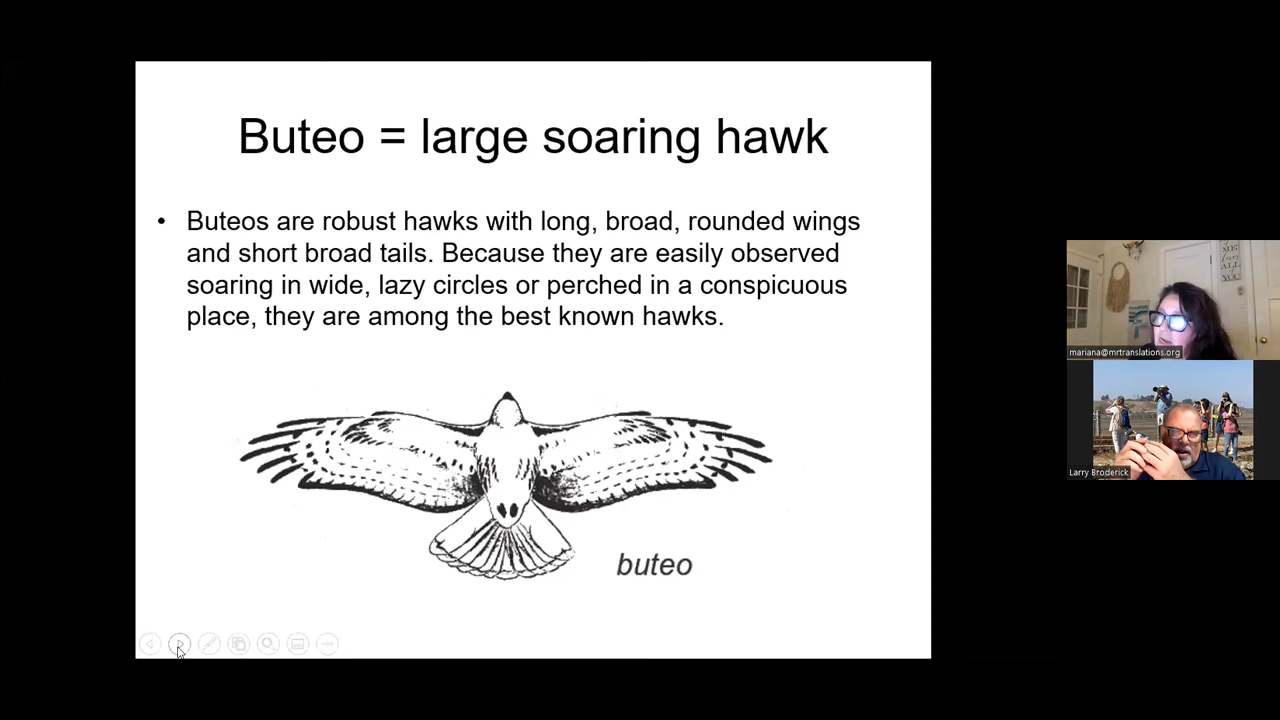 Buteo = large soaring hawk
• Buteos are robust hawks with long, broad, rounded wings
and short broad tails. Because they are easily observed
soaring in wide, lazy circles or perched in a conspicuous
place, they are among the best known hawks.
buteo
mariana@mrtranslations.org
Larry Broderick